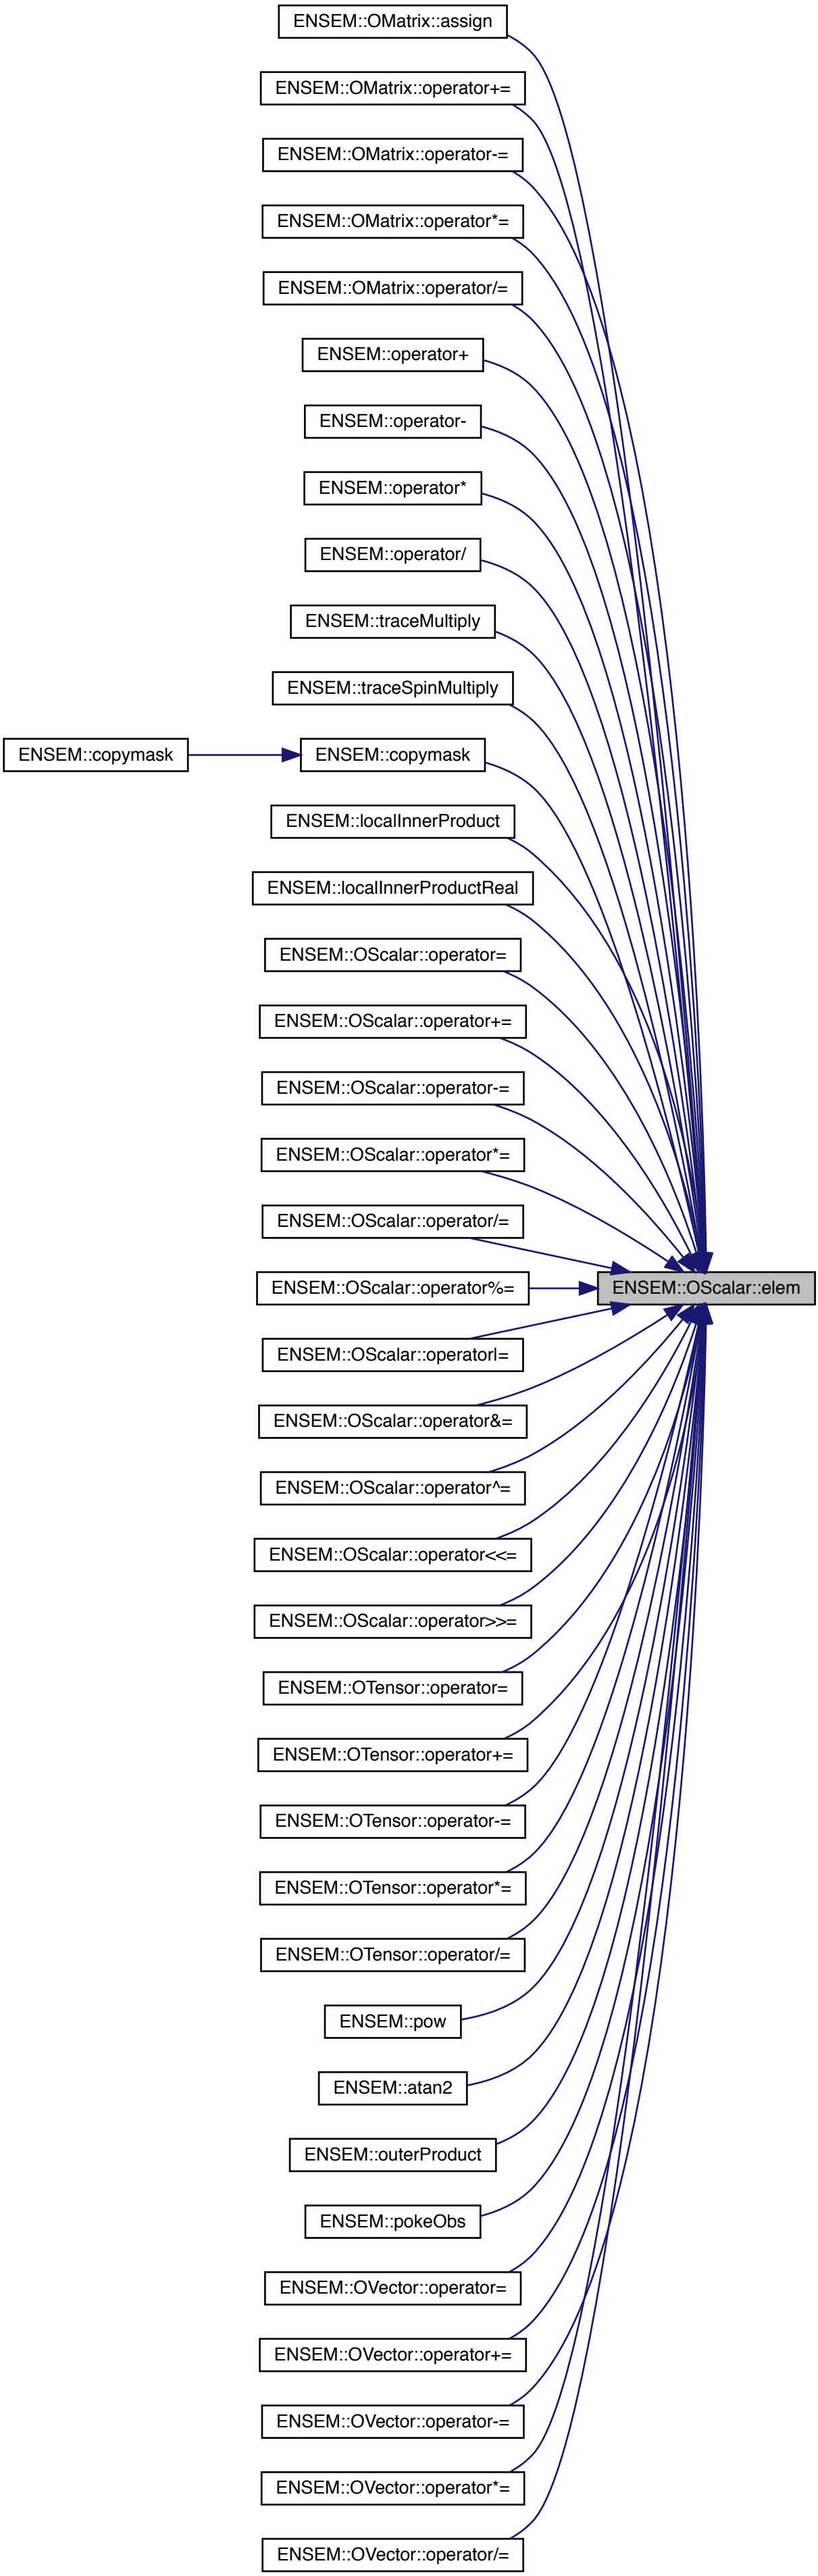 ENSEM::OMatrix::assign
ENSEM::OMatrix::operator+=
ENSEM::OMatrix::operator-=
ENSEM::OMatrix::operator*=
ENSEM::OMatrix::operator/=
ENSEM::operator+
ENSEM::operator-
ENSEM::operator*
ENSEM::operator/
ENSEM::traceMultiply
ENSEM::traceSpinMultiply
ENSEM::copymask
ENSEM::copymask
ENSEM::localInnerProduct
ENSEM::localInnerProductReal
ENSEM::OScalar::operator=
ENSEM::OScalar::operator+=
ENSEM::OScalar::operator-=
ENSEM::OScalar::operator*=
ENSEM::OScalar::operator/=
ENSEM::OScalar::operator%=
ENSEM::OScalar::elem
ENSEM::OScalar::operator|=
ENSEM::OScalar::operator&=
ENSEM::OScalar::operator^=
ENSEM::OScalar::operator<<=
ENSEM::OScalar::operator>>=
ENSEM::OTensor::operator=
ENSEM::OTensor::operator+=
ENSEM::OTensor::operator-=
ENSEM::OTensor::operator*=
ENSEM::OTensor::operator/=
ENSEM::pow
ENSEM::atan2
ENSEM::outerProduct
ENSEM::pokeObs
ENSEM::OVector::operator=
ENSEM::OVector::operator+=
ENSEM::OVector::operator-=
ENSEM::OVector::operator*=
ENSEM::OVector::operator/=